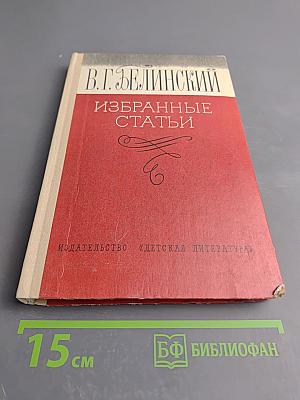 В.Г. БЕЛИНСКИЙ
ИЗБРАННЫЕ
СТАТЬИ
ИЗДАТЕЛЬСТВО «ДЕТСКАЯ ЛИТЕРАТУРА»
15 см
БФ БИБЛИОФАН